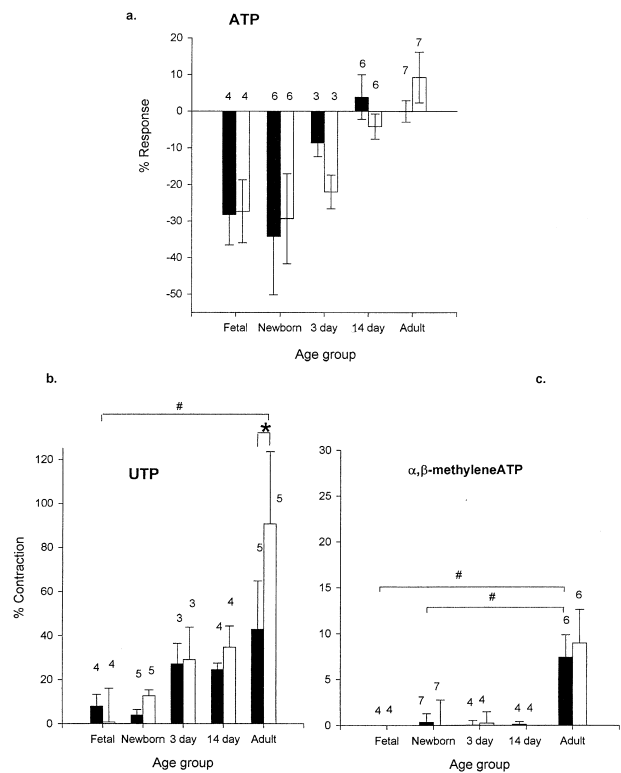 a.
ATP
20
10
0
-10
-20
-30
-40
-50
% Response
4 4 6 6 3 3 6 6 7 7
Fetal Newborn 3 day 14 day Adult
Age group
b.
#
*
UTP
120
100
80
60
40
20
0
% Contraction
4 4 5 5 3 3 4 4 5 5
Fetal Newborn 3 day 14 day Adult
Age group
c.
α,β-methyleneATP
30
25
20
15
10
5
0
#
#
4 4 7 7 4 4 4 4 6 6
Fetal Newborn 3 day 14 day Adult
Age group